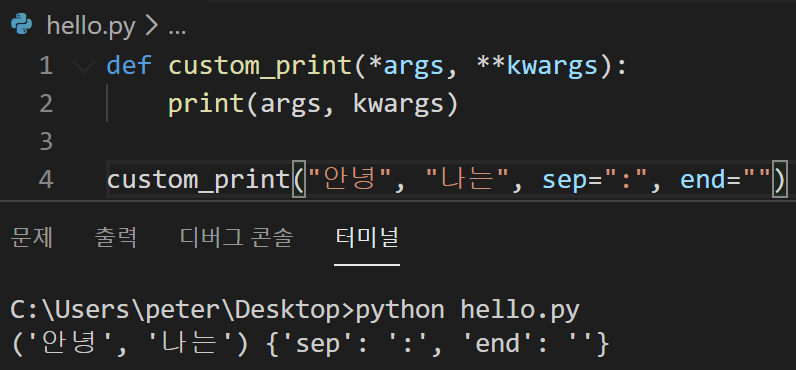 hello.py > ...
1 def custom_print(*args, **kwargs):
2     print(args, kwargs)
3
4 custom_print("안녕", "나는", sep=":", end="")
문제 출력 디버그 콘솔 터미널
C:\Users\peter\Desktop>python hello.py
('안녕', '나는') {'sep': ':', 'end': ''}